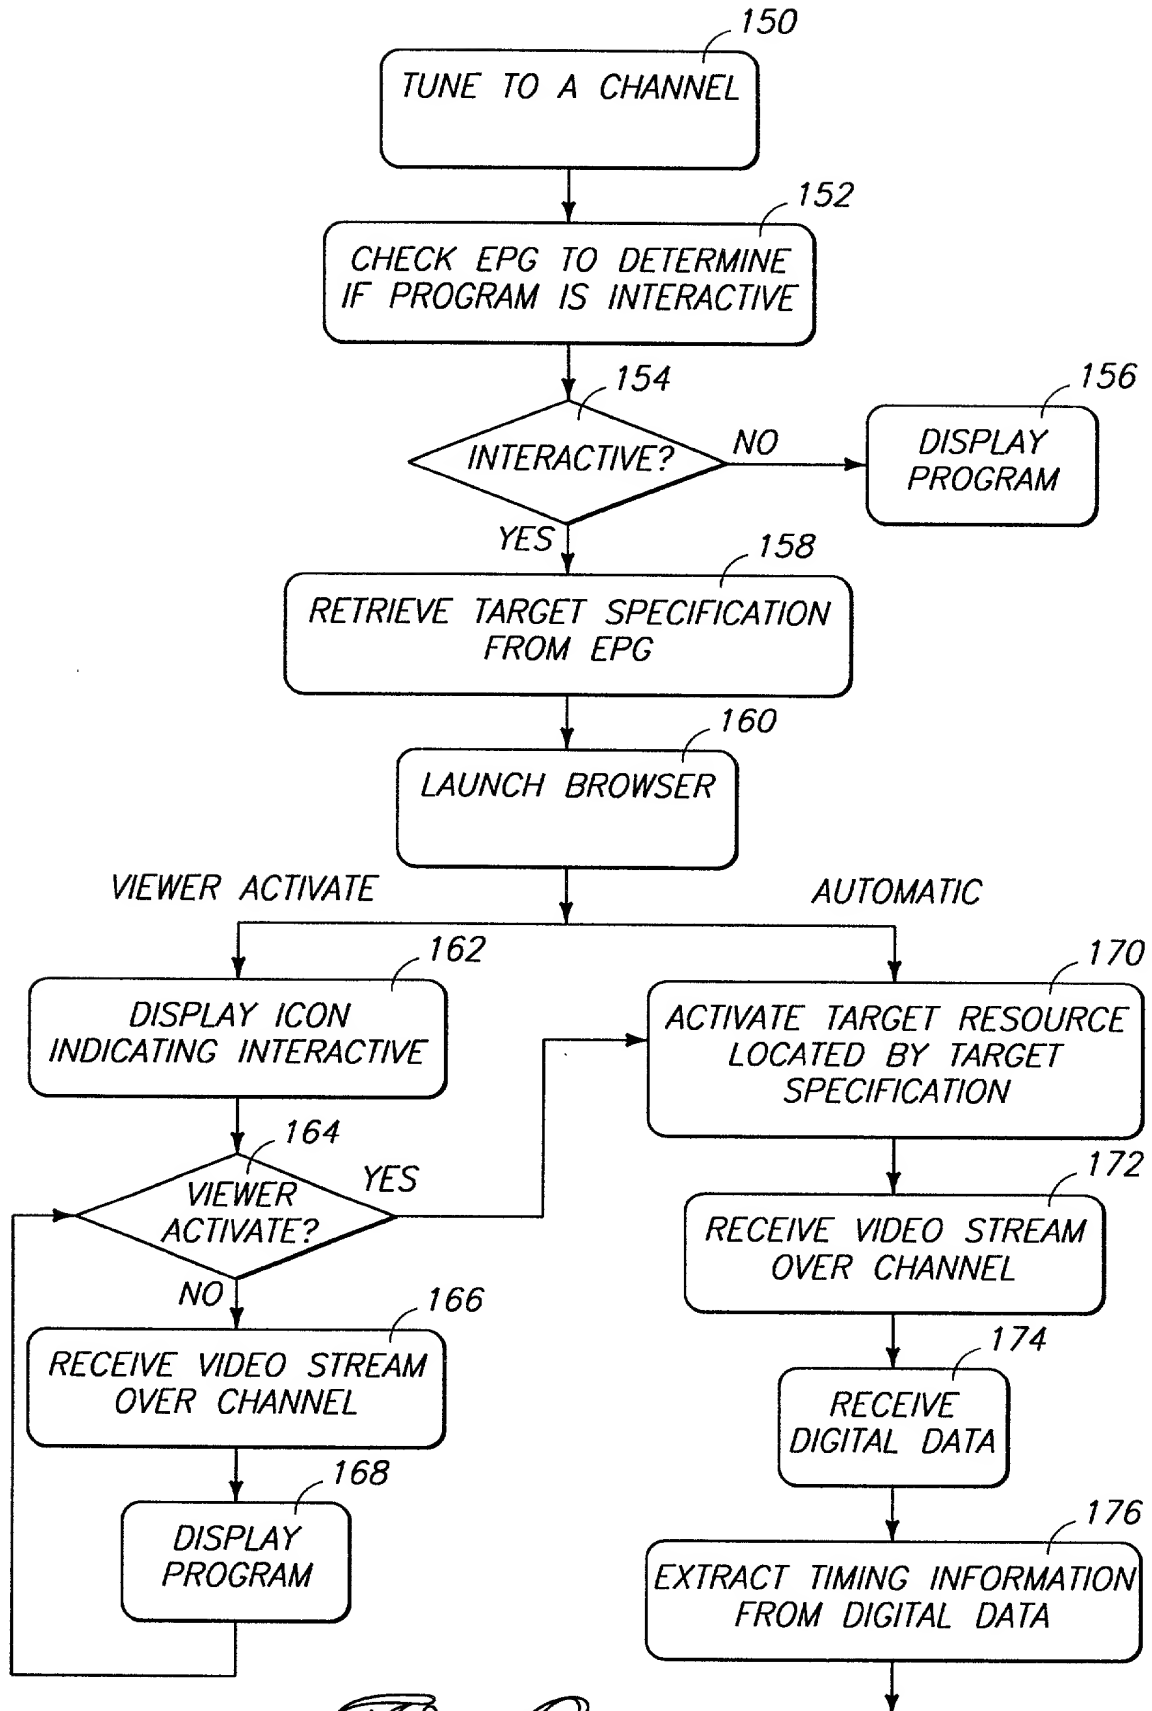 150
TUNE TO A CHANNEL
152
CHECK EPG TO DETERMINE
IF PROGRAM IS INTERACTIVE
154
INTERACTIVE?
NO
156
DISPLAY
PROGRAM
YES
158
RETRIEVE TARGET SPECIFICATION
FROM EPG
160
LAUNCH BROWSER
VIEWER ACTIVATE
AUTOMATIC
162
DISPLAY ICON
INDICATING INTERACTIVE
164
VIEWER
ACTIVATE?
YES
NO
166
RECEIVE VIDEO STREAM
OVER CHANNEL
168
DISPLAY
PROGRAM
170
ACTIVATE TARGET RESOURCE
LOCATED BY TARGET
SPECIFICATION
172
RECEIVE VIDEO STREAM
OVER CHANNEL
174
RECEIVE
DIGITAL DATA
176
EXTRACT TIMING INFORMATION
FROM DIGITAL DATA